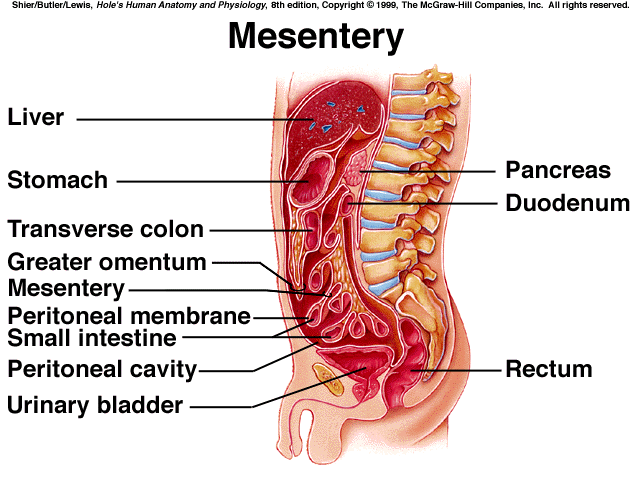 Shier/Butler/Lewis, Hole's Human Anatomy and Physiology, 8th edition, Copyright © 1999, The McGraw-Hill Companies, Inc. All rights reserved.
Mesentery
Liver
Stomach
Transverse colon
Greater omentum
Mesentery
Peritoneal membrane
Small intestine
Peritoneal cavity
Urinary bladder
Pancreas
Duodenum
Rectum